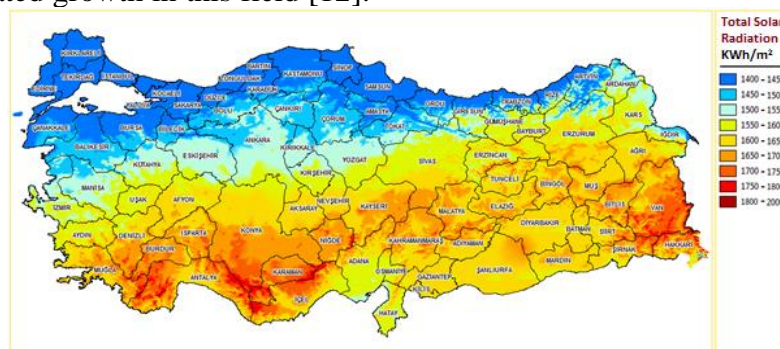 ated growth in this field [12].
Total Solar
Radiation
KWh/m²
1400 - 145
1450 - 150
1500 - 155
1550 - 160
1600 - 165
1650 - 170
1700 - 175
1750 - 180
1800 - 200
KIRKLARELİ
TEKİRDAĞ
İSTANBUL
EDİRNE
KOCAELİ
SAKARYA
DÜZCE
BOLU
ZONGULDAK
BARTIN
KARABÜK
KASTAMONU
SİNOP
SAMSUN
ORDU
GİRESUN
TRABZON
RİZE
ARTVİN
ARDAHAN
ÇANAKKALE
BURSA
BİLECİK
ANKARA
ÇANKIRI
ÇORUM
AMASYA
TOKAT
GÜMÜŞHANE
BAYBURT
ERZURUM
KARS
IĞDIR
BALIKESİR
KÜTAHYA
ESKİŞEHİR
KIRIKKALE
KIRŞEHİR
YOZGAT
SİVAS
ERZİNCAN
AĞRI
MANİSA
İZMİR
UŞAK
AFYON
AKSARAY
NEVŞEHİR
KAYSERİ
MALATYA
ELAZIĞ
TUNCELİ
BİNGÖL
MUŞ
BİTLİS
VAN
AYDIN
DENİZLİ
ISPARTA
BURDUR
KONYA
NİĞDE
KAHRAMANMARAŞ
ADIYAMAN
DİYARBAKIR
BATMAN
SİİRT
ŞIRNAK
HAKKARİ
MUĞLA
ANTALYA
KARAMAN
İÇEL
ADANA
OSMANİYE
GAZİANTEP
KİLİS
ŞANLIURFA
MARDİN
HATAY